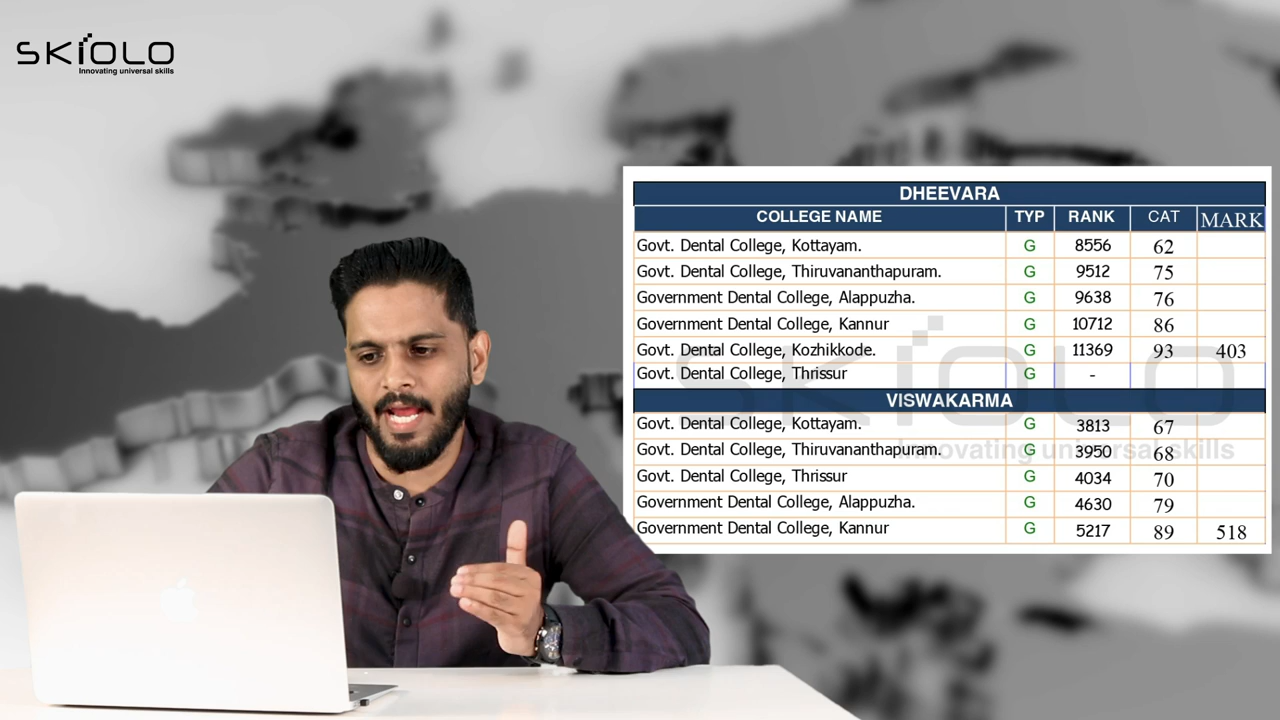 SKIOLO
Innovating universal skills
DHEEVARA
COLLEGE NAME TYP RANK CAT MARK
Govt. Dental College, Kottayam. G 8556 62
Govt. Dental College, Thiruvananthapuram. G 9512 75
Government Dental College, Alappuzha. G 9638 76
Government Dental College, Kannur G 10712 86
Govt. Dental College, Kozhikkode. G 11369 93 403
Govt. Dental College, Thrissur G -
VISWAKARMA
Govt. Dental College, Kottayam. G 3813 67
Govt. Dental College, Thiruvananthapuram. G 3950 68
Govt. Dental College, Thrissur G 4034 70
Government Dental College, Alappuzha. G 4630 79
Government Dental College, Kannur G 5217 89 518
SKIOLO
Innovating universal skills